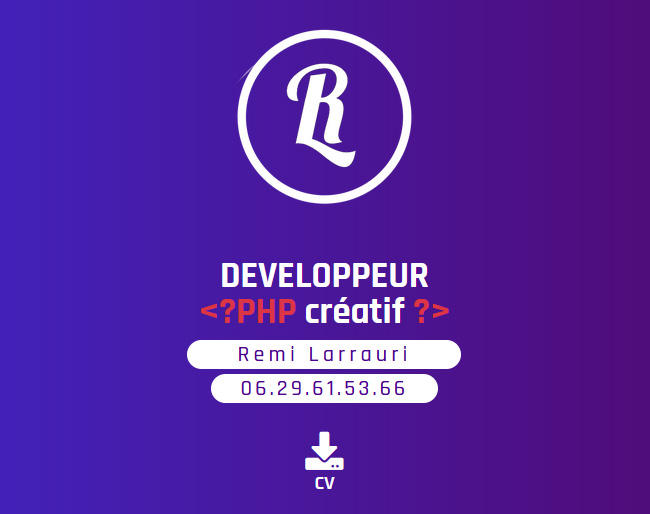 R
DEVELOPPEUR
<?PHP créatif ?>
Remi Larrauri
06.29.61.53.66
CV